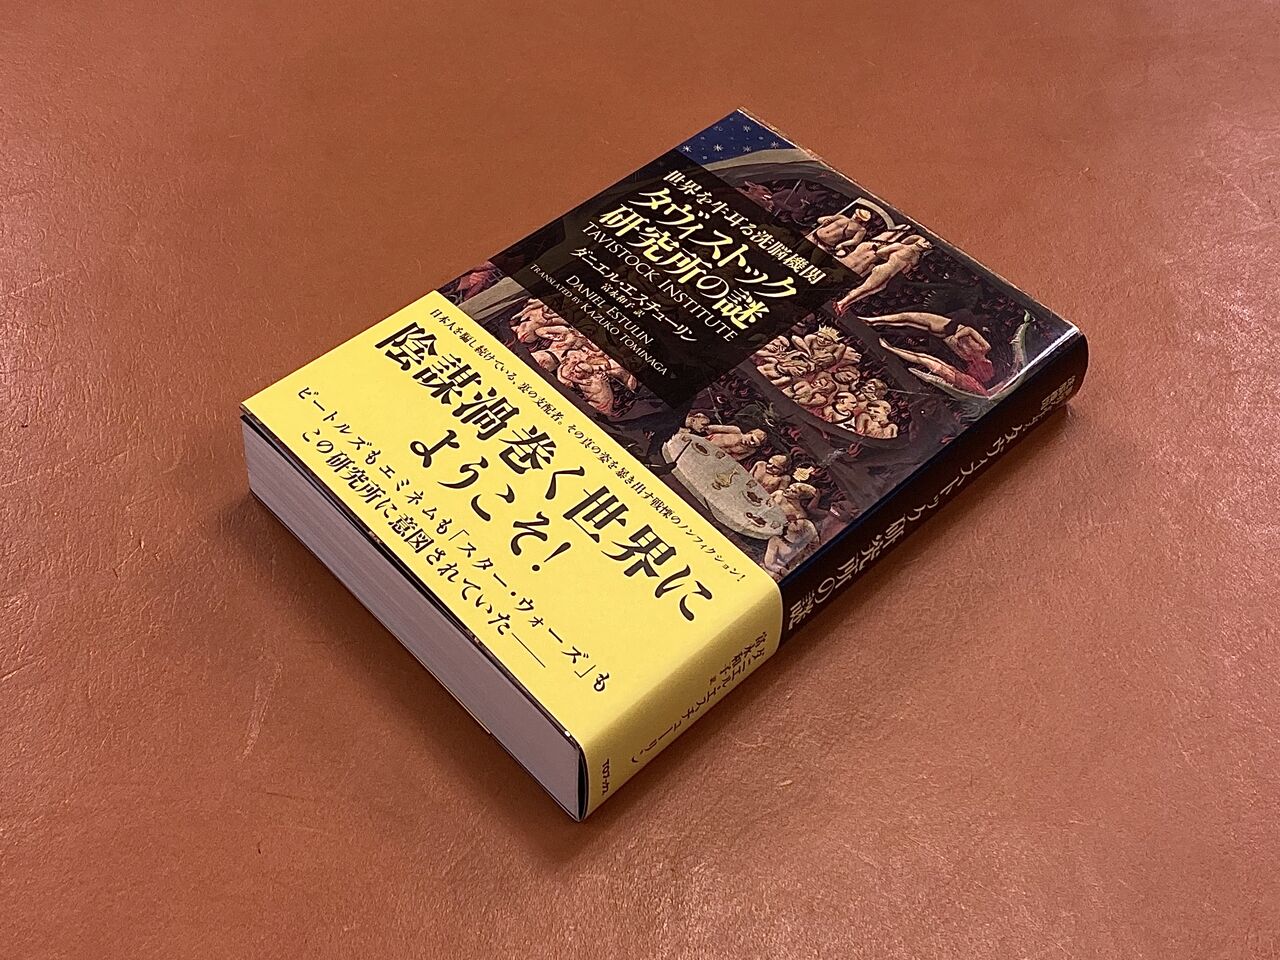 世界を牛耳る洗脳機関
タヴィストック
研究所の謎
TAVISTOCK INSTITUTE
ダニエル・エスチューリン
DANIEL ESTULIN
富永和子 訳
TRANSLATED BY KAZUKO TOMINAGA
日本人を騙し続けている、裏の支配者。その真の姿を暴き出す戦慄のノンフィクション!
陰謀渦巻く世界に
ようこそ!
ビートルズもエミネムも「スター・ウォーズ」も
この研究所に意図されていた――
タヴィストック研究所の謎
ダニエル・エスチューリン
富永和子 訳
TOブックス